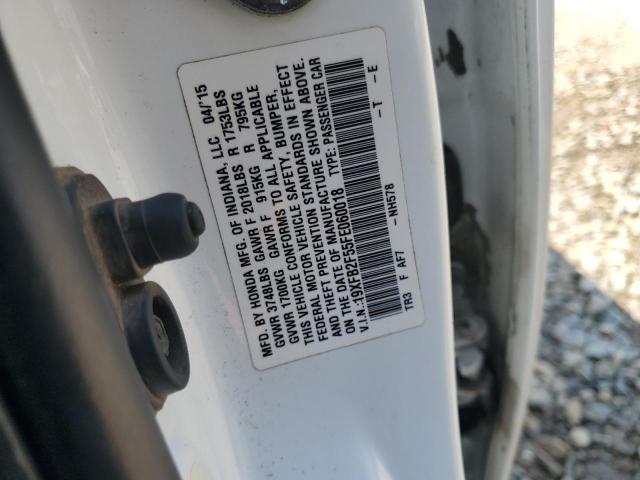 MFD. BY HONDA MFG. OF INDIANA, LLC 04/'15
GVWR 3748LBS GAWR F 2018LBS R 1753LBS
GVWR 1700KG GAWR F 915KG R 795KG
GVWR VEHICLE CONFORMS TO ALL APPLICABLE
THIS FEDERAL MOTOR VEHICLE SAFETY, BUMPER,
AND THEFT PREVENTION STANDARDS IN EFFECT
ON THE DATE OF MANUFACTURE SHOWN ABOVE.
V.I.N.:19XFB2F55FE060018 TYPE: PASSENGER CAR
-NH578 -T -E
TR3 F AF7